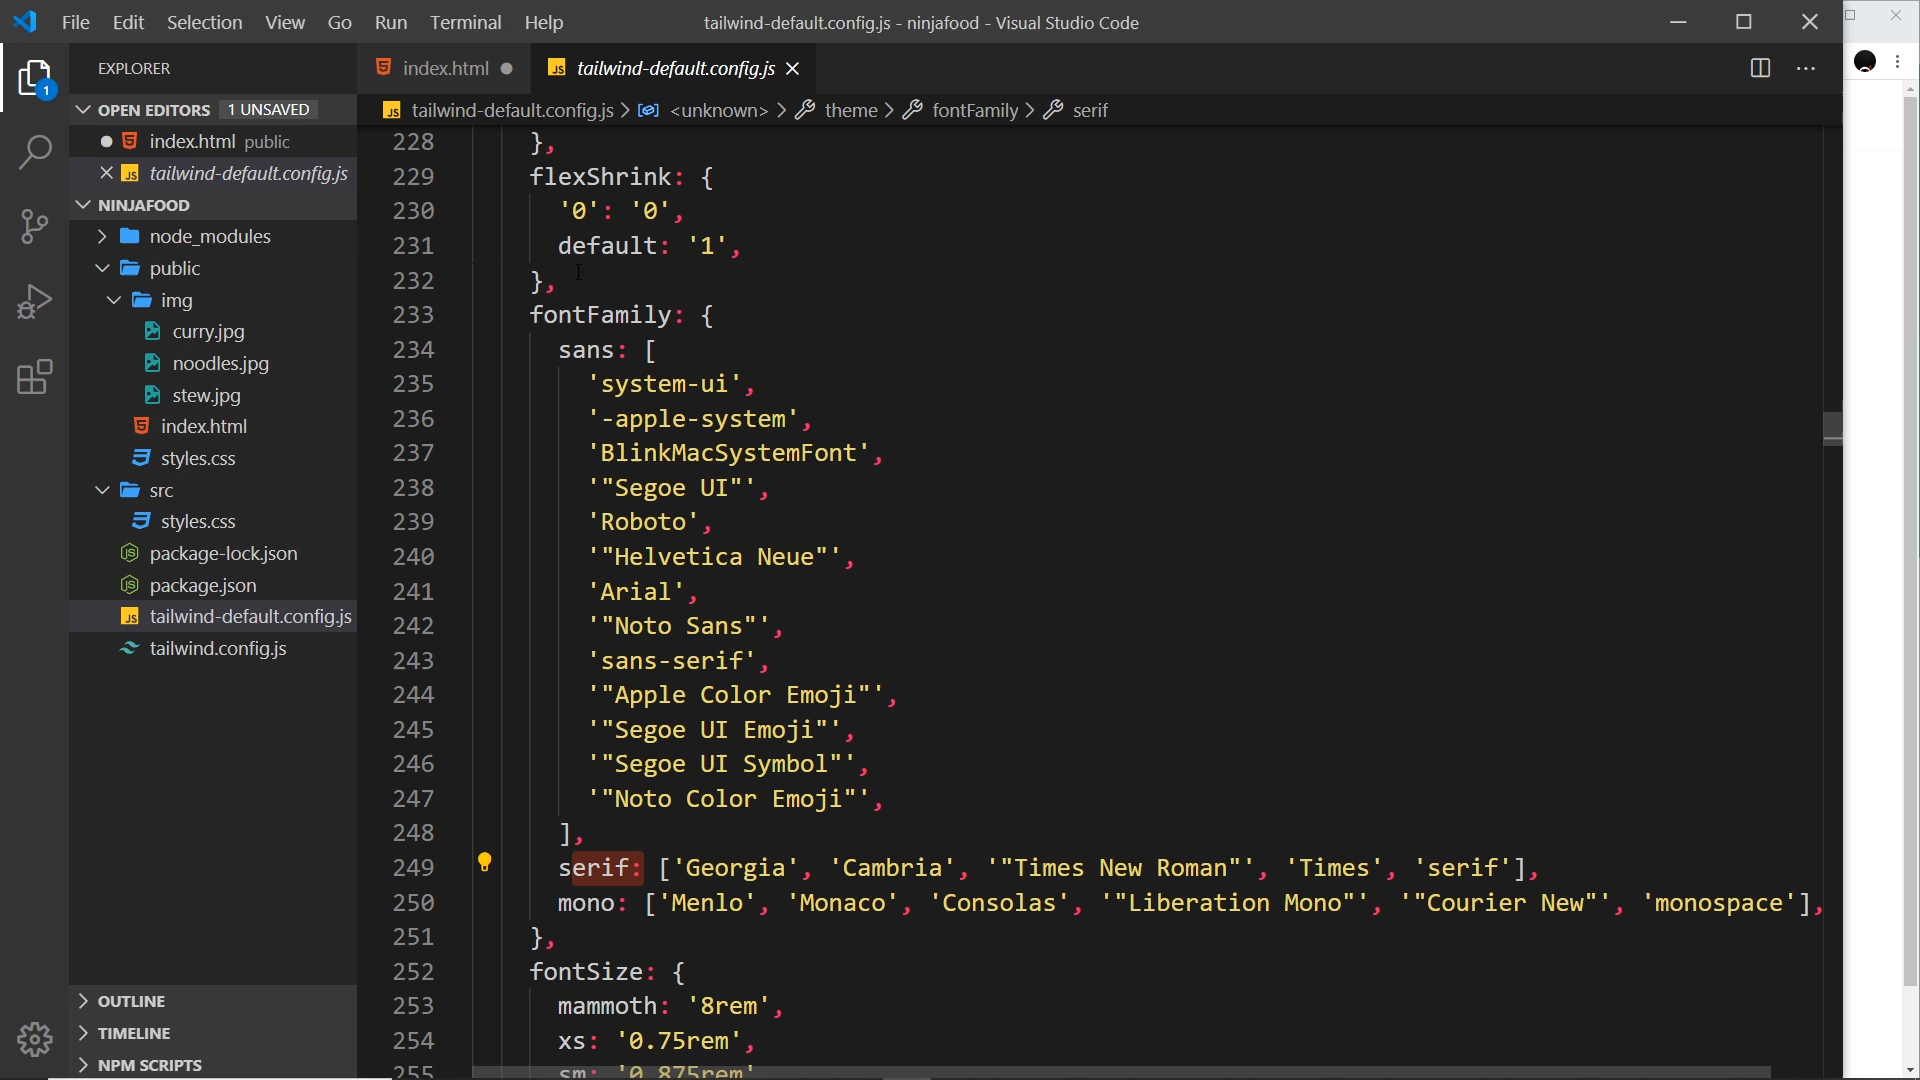 File Edit Selection View Go Run Terminal Help
tailwind-default.config.js - ninjafood - Visual Studio Code
EXPLORER
index.html
tailwind-default.config.js
OPEN EDITORS 1 UNSAVED
index.html public
tailwind-default.config.js
NINJAFOOD
node_modules
public
img
curry.jpg
noodles.jpg
stew.jpg
index.html
styles.css
src
styles.css
package-lock.json
package.json
tailwind-default.config.js
tailwind.config.js
OUTLINE
TIMELINE
NPM SCRIPTS
1
tailwind-default.config.js > <unknown> > theme > fontFamily > serif
228 },
229 flexShrink: {
230 '0': '0',
231 default: '1',
232 },
233 fontFamily: {
234 sans: [
235 'system-ui',
236 '-apple-system',
237 'BlinkMacSystemFont',
238 '"Segoe UI"',
239 'Roboto',
240 '"Helvetica Neue"',
241 'Arial',
242 '"Noto Sans"',
243 'sans-serif',
244 '"Apple Color Emoji"',
245 '"Segoe UI Emoji"',
246 '"Segoe UI Symbol"',
247 '"Noto Color Emoji"',
248 ],
249 serif: ['Georgia', 'Cambria', '"Times New Roman"', 'Times', 'serif'],
250 mono: ['Menlo', 'Monaco', 'Consolas', '"Liberation Mono"', '"Courier New"', 'monospace'],
251 },
252 fontSize: {
253 mammoth: '8rem',
254 xs: '0.75rem',
255 sm: '0.875rem'